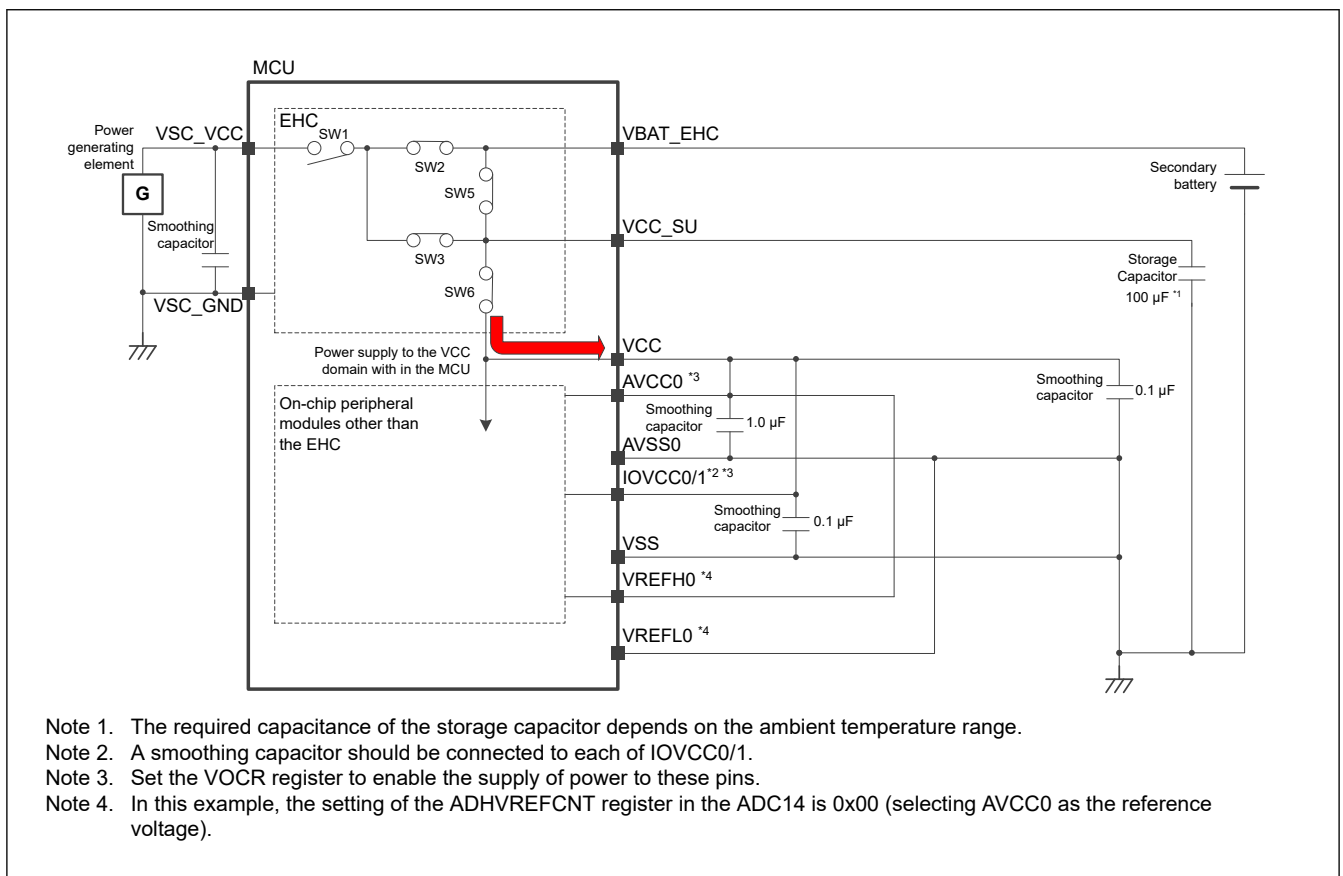 MCU
EHC
Power
generating
element
VSC_VCC
SW1
VBAT_EHC
SW2
G
SW5
Secondary
battery
Smoothing
capacitor
VCC_SU
SW3
Storage
Capacitor
100 µF *1
SW6
VSC_GND
Power supply to the VCC
domain with in the MCU
VCC
AVCC0 *3
On-chip peripheral
modules other than
the EHC
Smoothing
capacitor
1.0 µF
Smoothing
capacitor
0.1 µF
AVSS0
IOVCC0/1*2 *3
Smoothing
capacitor
0.1 µF
VSS
VREFH0 *4
VREFL0 *4
Note 1. The required capacitance of the storage capacitor depends on the ambient temperature range.
Note 2. A smoothing capacitor should be connected to each of IOVCC0/1.
Note 3. Set the VOCR register to enable the supply of power to these pins.
Note 4. In this example, the setting of the ADHVREFCNT register in the ADC14 is 0x00 (selecting AVCC0 as the reference
voltage).